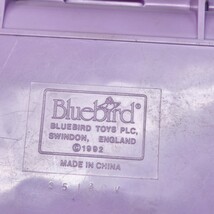 Bluebird®
BLUEBIRD TOYS PLC,
SWINDON, ENGLAND
©1992
MADE IN CHINA